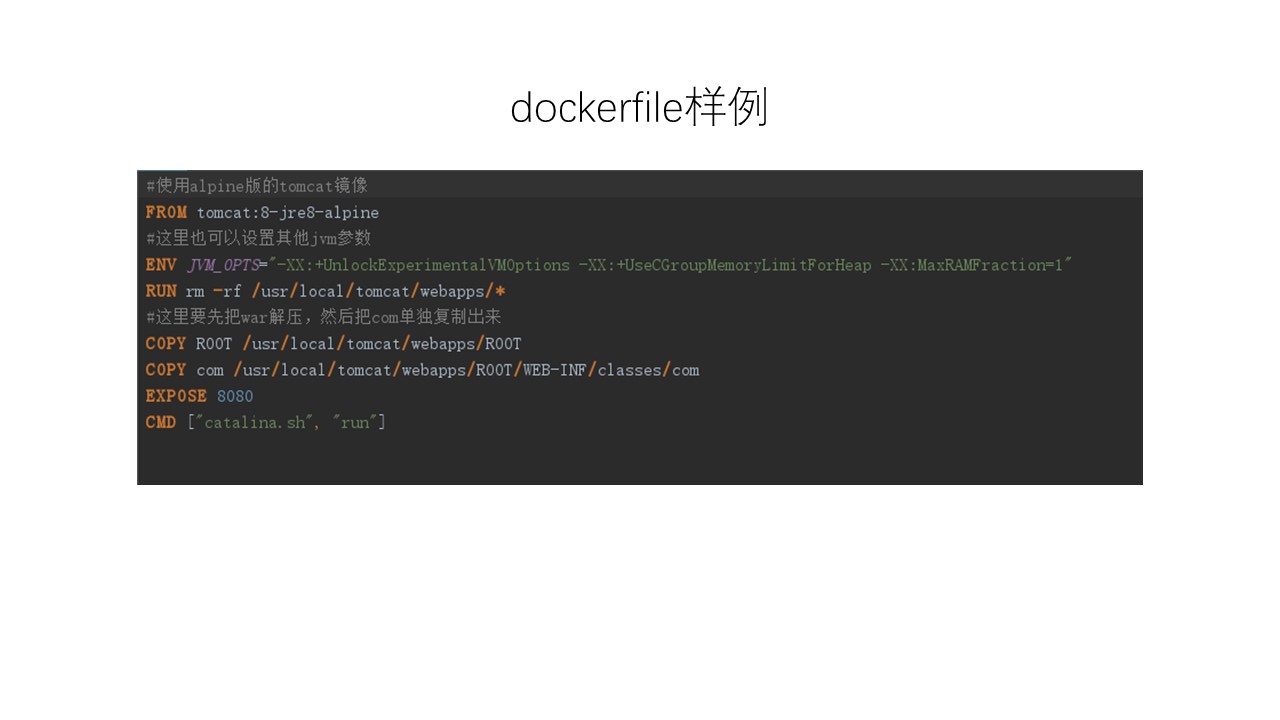 dockerfile样例
#使用alpine版的tomcat镜像
FROM tomcat:8-jre8-alpine
#这里也可以设置其他jvm参数
ENV JVM_OPTS="-XX:+UnlockExperimentalVMOptions -XX:+UseCGroupMemoryLimitForHeap -XX:MaxRAMFraction=1"
RUN rm -rf /usr/local/tomcat/webapps/*
#这里要先把war解压，然后把com单独复制出来
COPY ROOT /usr/local/tomcat/webapps/ROOT
COPY com /usr/local/tomcat/webapps/ROOT/WEB-INF/classes/com
EXPOSE 8080
CMD ["catalina.sh", "run"]